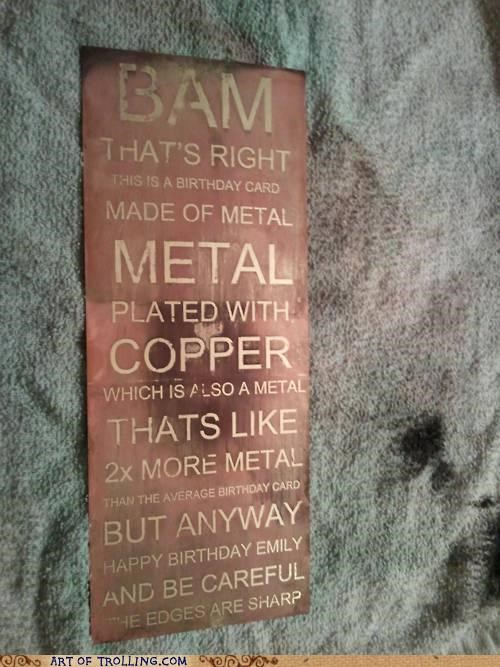 BAM
THAT'S RIGHT
THIS IS A BIRTHDAY CARD
MADE OF METAL
METAL
PLATED WITH
COPPER
WHICH IS ALSO A METAL
THATS LIKE
2x MORE METAL
THAN THE AVERAGE BIRTHDAY CARD
BUT ANYWAY
HAPPY BIRTHDAY EMILY
AND BE CAREFUL
THE EDGES ARE SHARP
ART OF TROLLING.COM